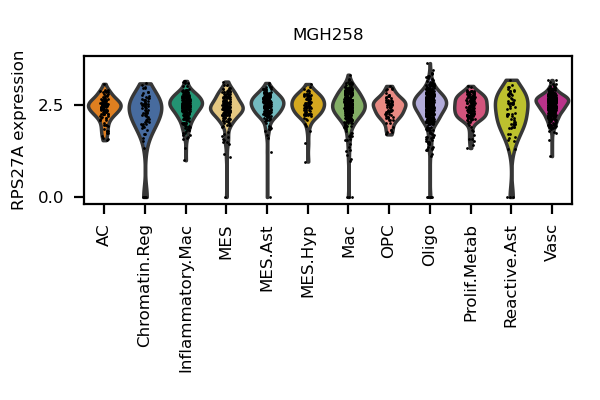 MGH258
RPS27A expression
2.5
0.0
AC
Chromatin.Reg
Inflammatory.Mac
MES
MES.Ast
MES.Hyp
Mac
OPC
Oligo
Prolif.Metab
Reactive.Ast
Vasc